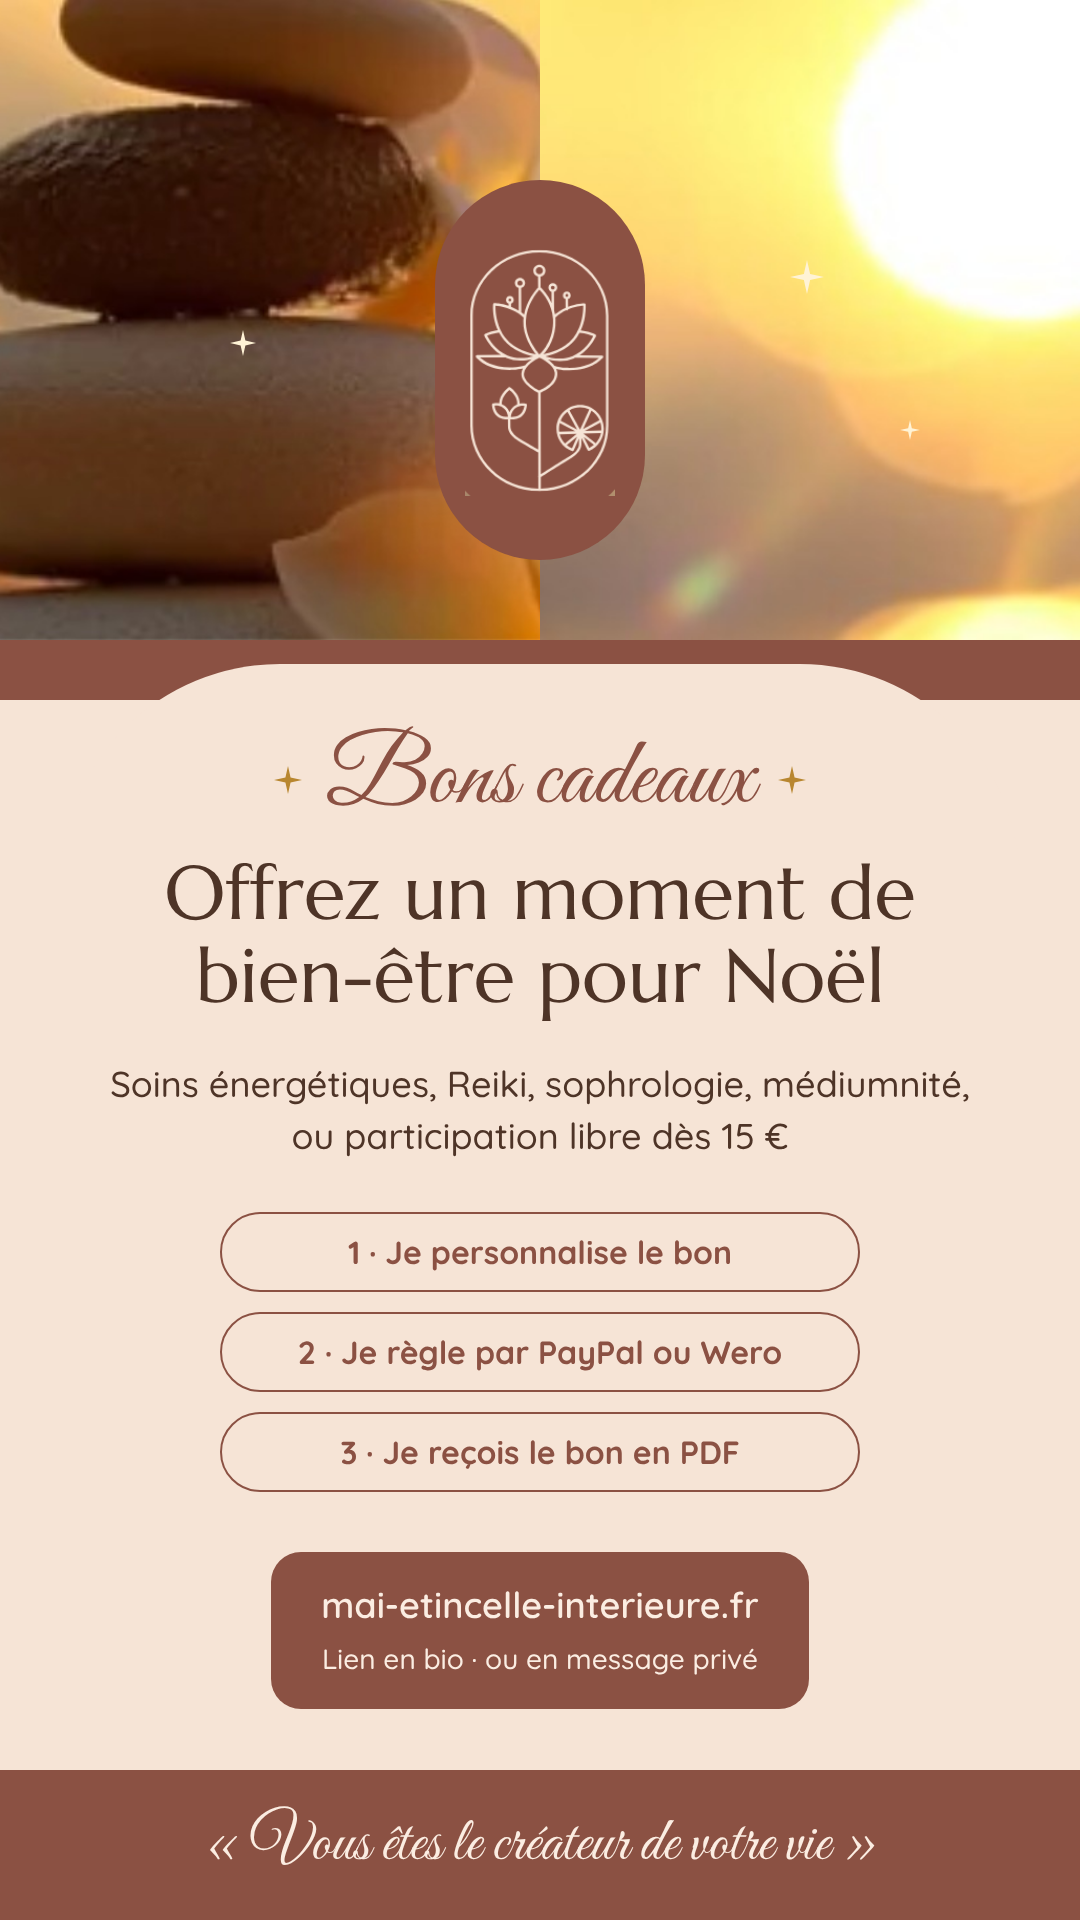 Bons cadeaux
Offrez un moment de
bien-être pour Noël
Soins énergétiques, Reiki, sophrologie, médiumnité,
ou participation libre dès 15 €
1 · Je personnalise le bon
2 · Je règle par PayPal ou Wero
3 · Je reçois le bon en PDF
mai-etincelle-interieure.fr
Lien en bio · ou en message privé
« Vous êtes le créateur de votre vie »